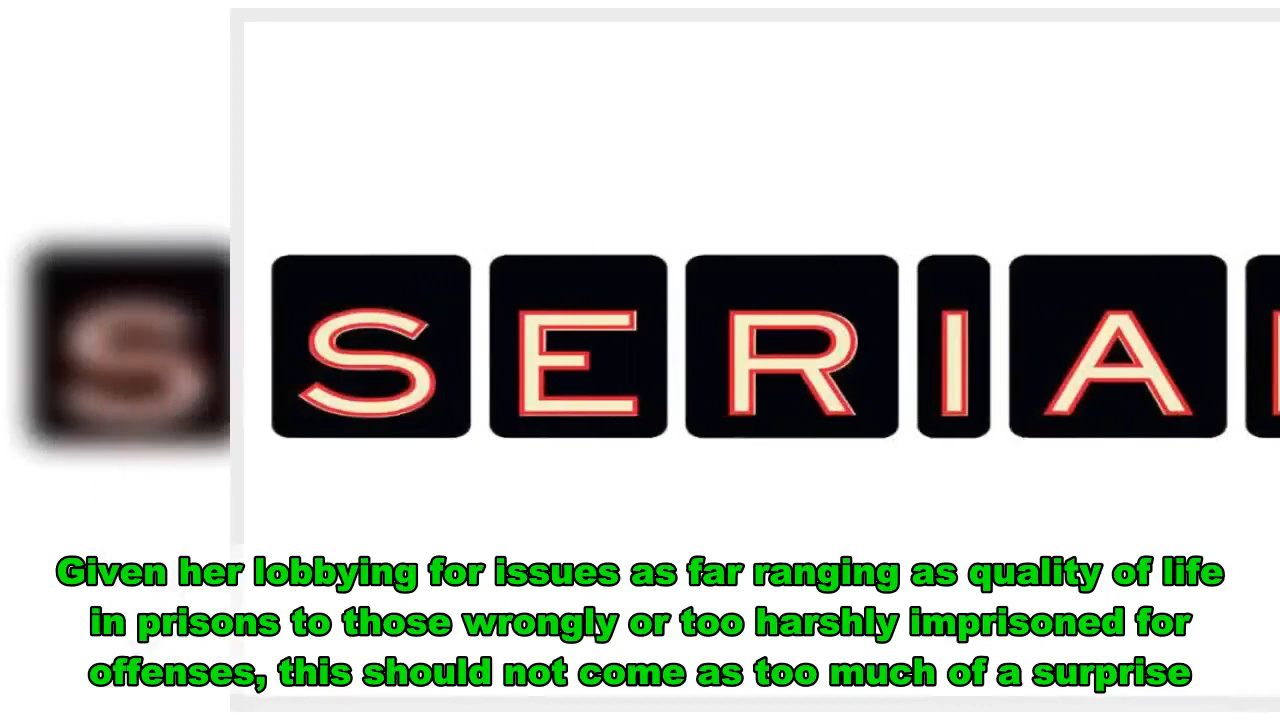 SERIA
Given her lobbying for issues as far ranging as quality of life
in prisons to those wrongly or too harshly imprisoned for
offenses, this should not come as too much of a surprise